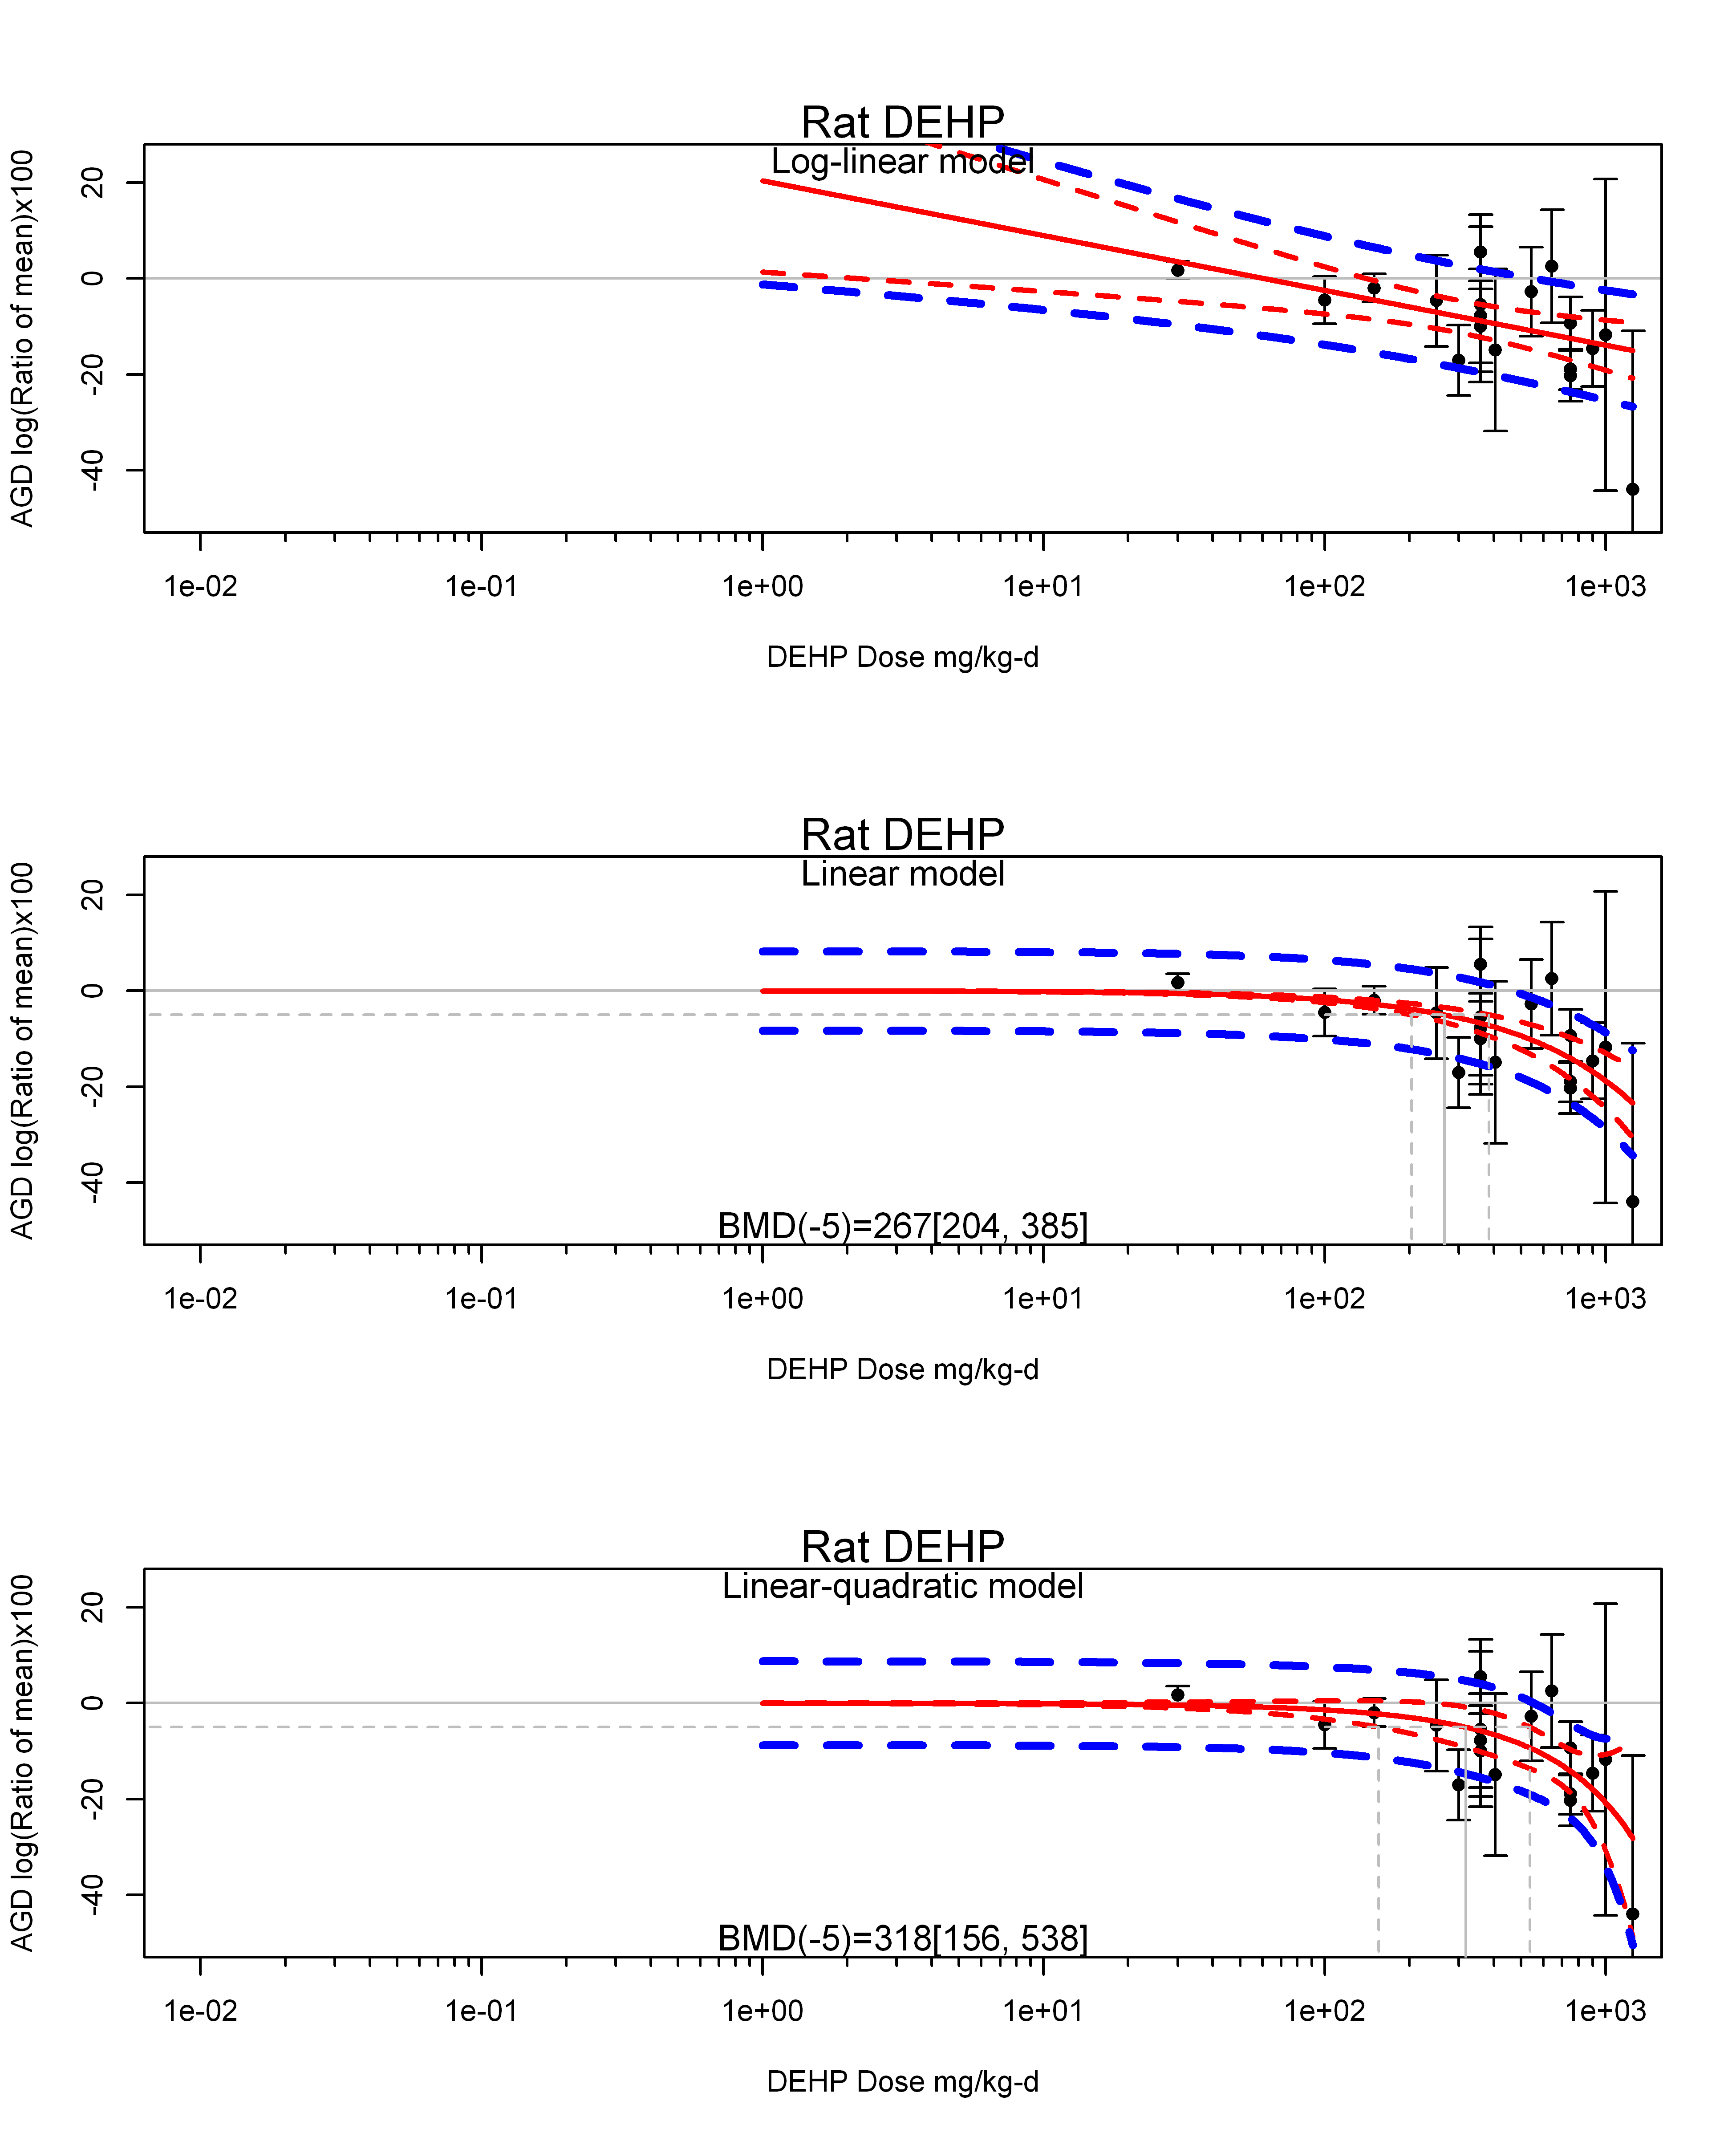 Rat DEHP
Log-linear model
AGD log(Ratio of mean)x100
20
0
-20
-40
1e-02 1e-01 1e+00 1e+01 1e+02 1e+03
DEHP Dose mg/kg-d
Rat DEHP
Linear model
AGD log(Ratio of mean)x100
20
0
-20
-40
BMD(-5)=267[204, 385]
1e-02 1e-01 1e+00 1e+01 1e+02 1e+03
DEHP Dose mg/kg-d
Rat DEHP
Linear-quadratic model
AGD log(Ratio of mean)x100
20
0
-20
-40
BMD(-5)=318[156, 538]
1e-02 1e-01 1e+00 1e+01 1e+02 1e+03
DEHP Dose mg/kg-d